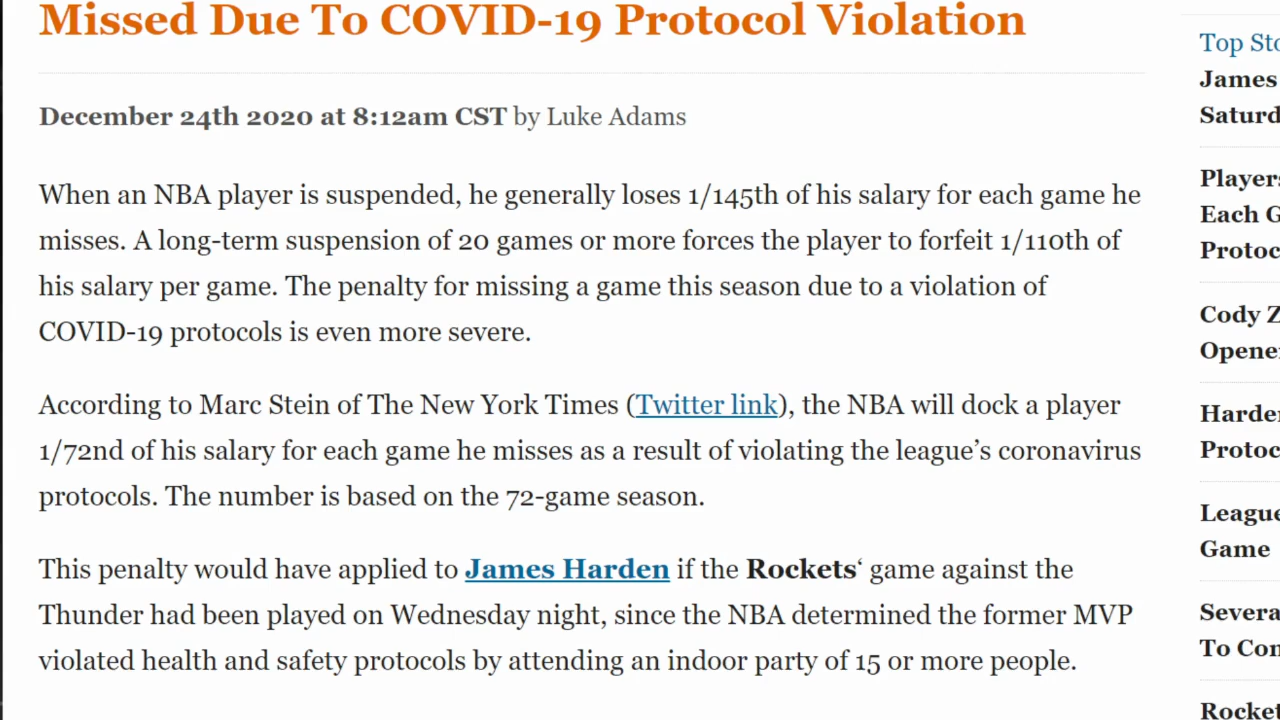 Missed Due To COVID-19 Protocol Violation
December 24th 2020 at 8:12am CST by Luke Adams
When an NBA player is suspended, he generally loses 1/145th of his salary for each game he
misses. A long-term suspension of 20 games or more forces the player to forfeit 1/110th of
his salary per game. The penalty for missing a game this season due to a violation of
COVID-19 protocols is even more severe.
According to Marc Stein of The New York Times (Twitter link), the NBA will dock a player
1/72nd of his salary for each game he misses as a result of violating the league’s coronavirus
protocols. The number is based on the 72-game season.
This penalty would have applied to James Harden if the Rockets‘ game against the
Thunder had been played on Wednesday night, since the NBA determined the former MVP
violated health and safety protocols by attending an indoor party of 15 or more people.
Top Sto
James
Saturd
Players
Each G
Protoc
Cody Z
Opene
Harden
Protoc
League
Game
Severa
To Con
Rocket